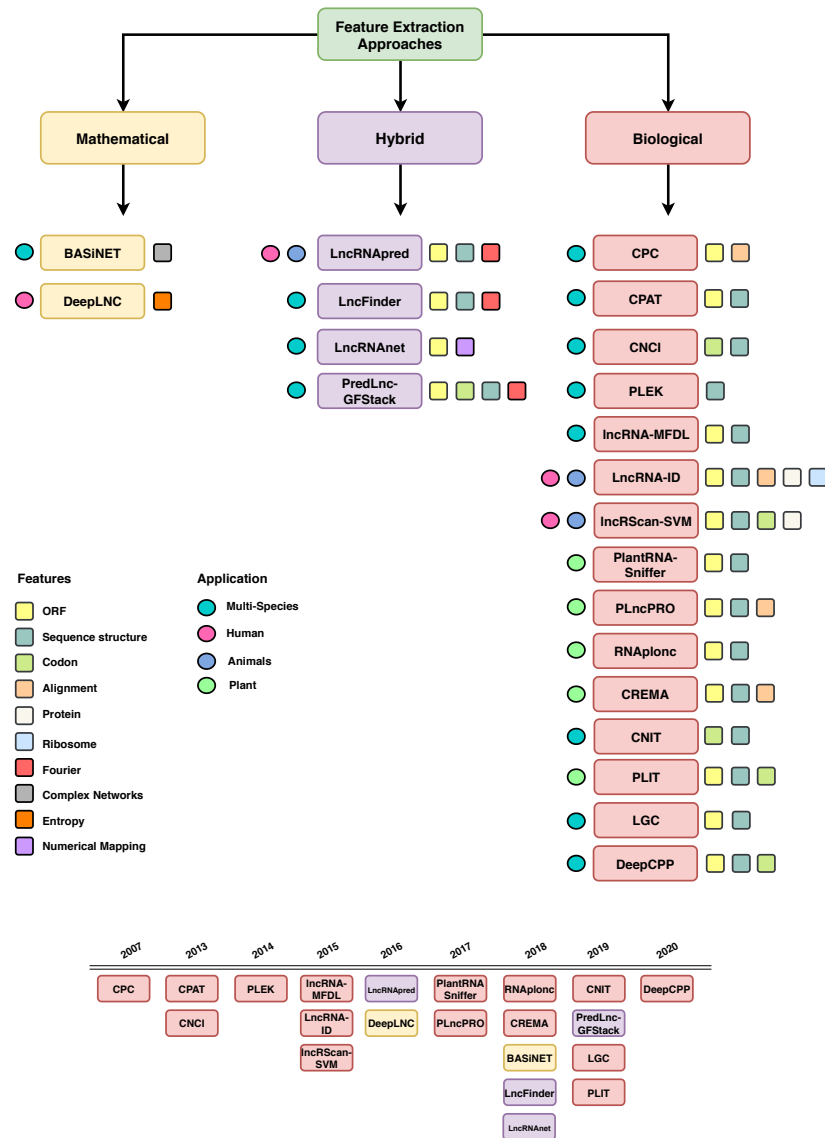 Feature Extraction
Approaches
Mathematical
Hybrid
Biological
BASiNET
DeepLNC
LncRNApred
LncFinder
LncRNAnet
PredLnc-
GFStack
CPC
CPAT
CNCI
PLEK
lncRNA-MFDL
LncRNA-ID
lncRScan-SVM
PlantRNA-
Sniffer
PLncPRO
RNAplonc
CREMA
CNIT
PLIT
LGC
DeepCPP
Features
ORF
Sequence structure
Codon
Alignment
Protein
Ribosome
Fourier
Complex Networks
Entropy
Numerical Mapping
Application
Multi-Species
Human
Animals
Plant
2007 2013 2014 2015 2016 2017 2018 2019 2020
CPC
CPAT
CNCI
PLEK
lncRNA-
MFDL
LncRNA-
ID
lncRScan-
SVM
LncRNApred
DeepLNC
PlantRNA
Sniffer
PLncPRO
RNAplonc
CREMA
BASiNET
LncFinder
LncRNAnet
CNIT
PredLnc-
GFStack
LGC
PLIT
DeepCPP